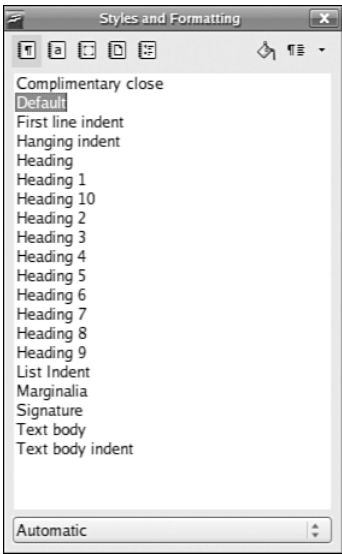 Styles and Formatting
Complimentary close
Default
First line indent
Hanging indent
Heading
Heading 1
Heading 10
Heading 2
Heading 3
Heading 4
Heading 5
Heading 6
Heading 7
Heading 8
Heading 9
List Indent
Marginalia
Signature
Text body
Text body indent
Automatic